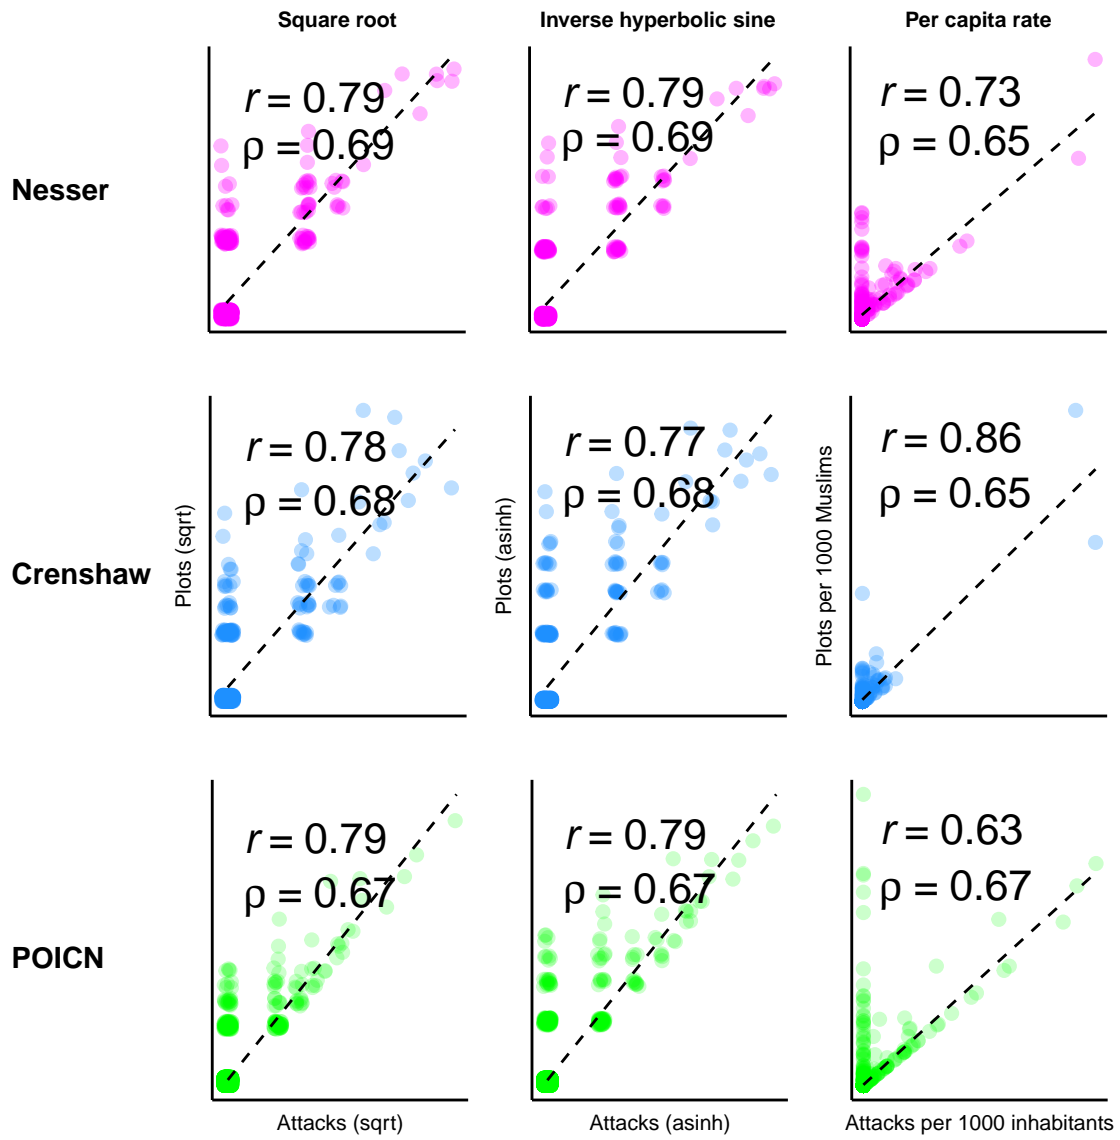 Square root
Inverse hyperbolic sine
Per capita rate
Nesser
r = 0.79
ρ = 0.69
r = 0.79
ρ = 0.69
r = 0.73
ρ = 0.65
Crenshaw
Plots (sqrt)
r = 0.78
ρ = 0.68
Plots (asinh)
r = 0.77
ρ = 0.68
Plots per 1000 Muslims
r = 0.86
ρ = 0.65
POICN
r = 0.79
ρ = 0.67
r = 0.79
ρ = 0.67
r = 0.63
ρ = 0.67
Attacks (sqrt)
Attacks (asinh)
Attacks per 1000 inhabitants